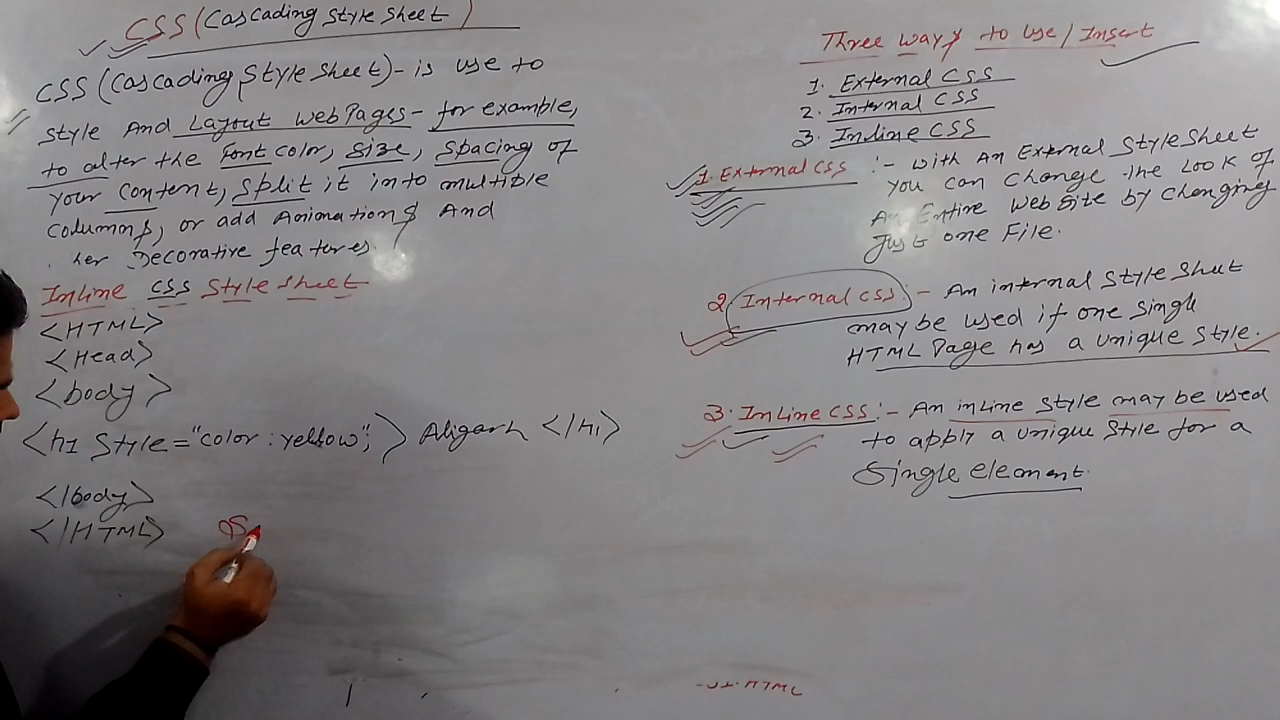 CSS (Cascading Style Sheet)
CSS (Cascading Style Sheet)- is use to
style And Layout web Pages- for example,
to alter the font color, size, spacing of
your content, split it into multiple
columns, or add Animations And
her Decorative features.
Inline CSS Style Sheet
<HTML>
<Head>
<body>
<h1 Style="color:yellow"; > Aligarh </h1>
</body>
</HTML>
Three ways to use/Insert
1. External CSS
2. Internal CSS
3. Inline CSS
1. External CSS :- with An External Style Sheet
you can change the Look of
An Entire website by changing
Just one File.
2. Internal CSS :- An internal style sheet
may be used if one single
HTML Page has a unique style.
3. InLine CSS :- An inline style may be used
to apply a unique style for a
Single element.
HTML